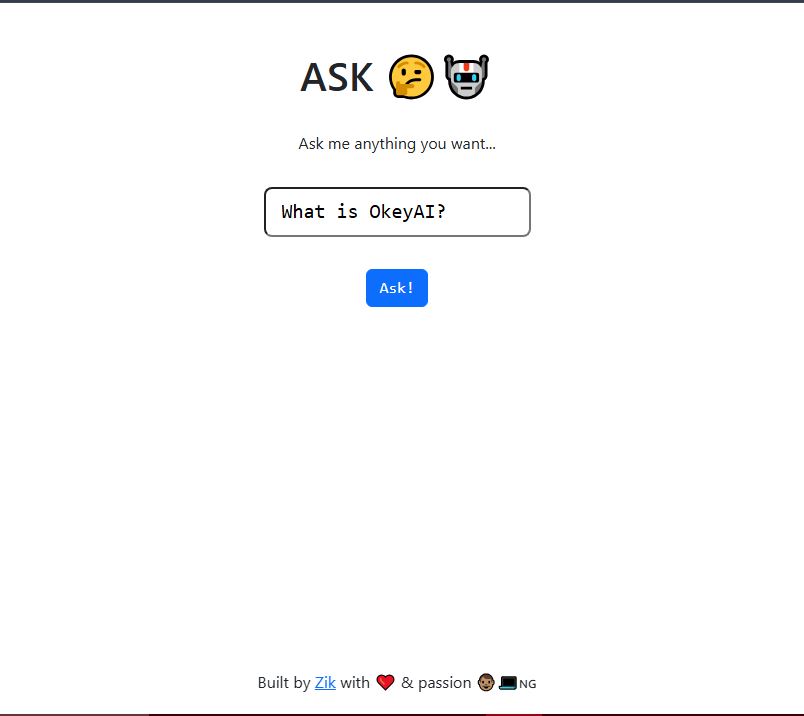 ASK 🤔🤖
Ask me anything you want...
What is OkeyAI?
Ask!
Built by Zik with ❤️ & passion 👨🏽‍💻 NG